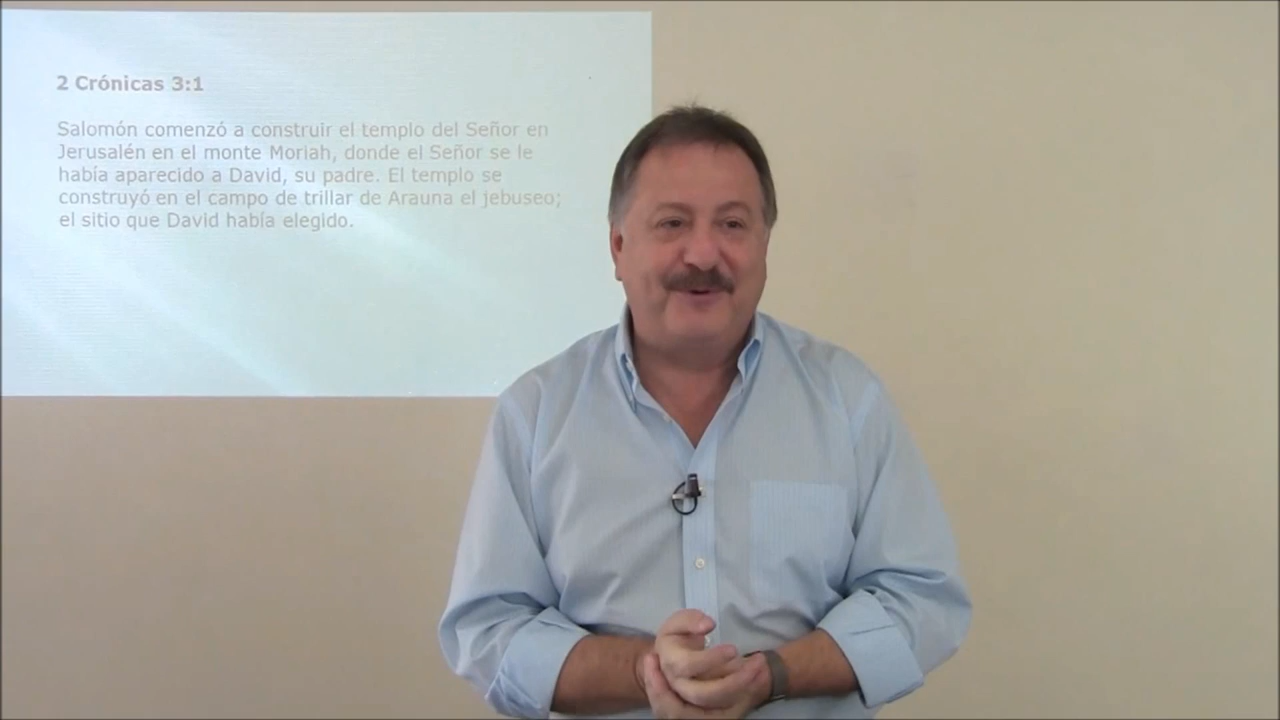 2 Crónicas 3:1
Salomón comenzó a construir el templo del Señor en
Jerusalén en el monte Moriah, donde el Señor se le
había aparecido a David, su padre. El templo se
construyó en el campo de trillar de Arauna el jebuseo;
el sitio que David había elegido.